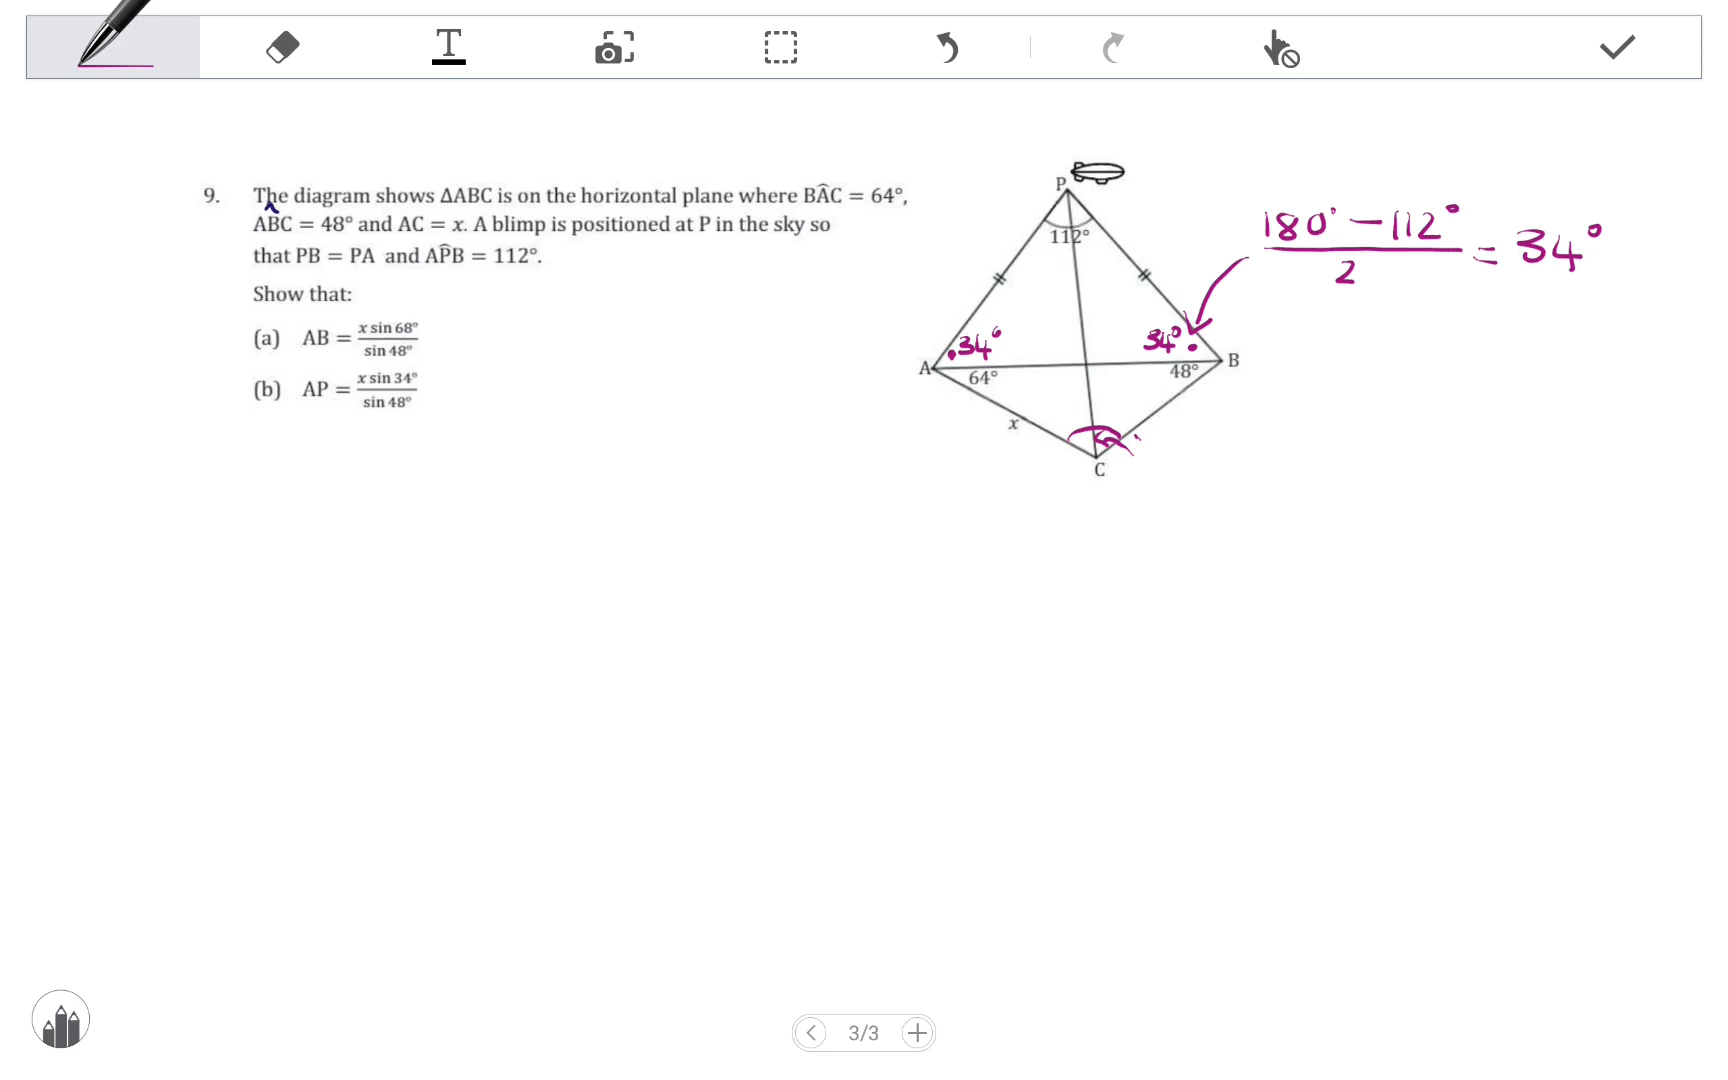 T
9. The diagram shows ΔABC is on the horizontal plane where BÂC = 64°,
ABC = 48° and AC = x. A blimp is positioned at P in the sky so
that PB = PA and AP̂B = 112°.
Show that:
(a) AB = x sin 68° / sin 48°
(b) AP = x sin 34° / sin 48°
P
112°
34°
34°
A
64°
48°
B
x
C
180° − 112° / 2 = 34°
3/3